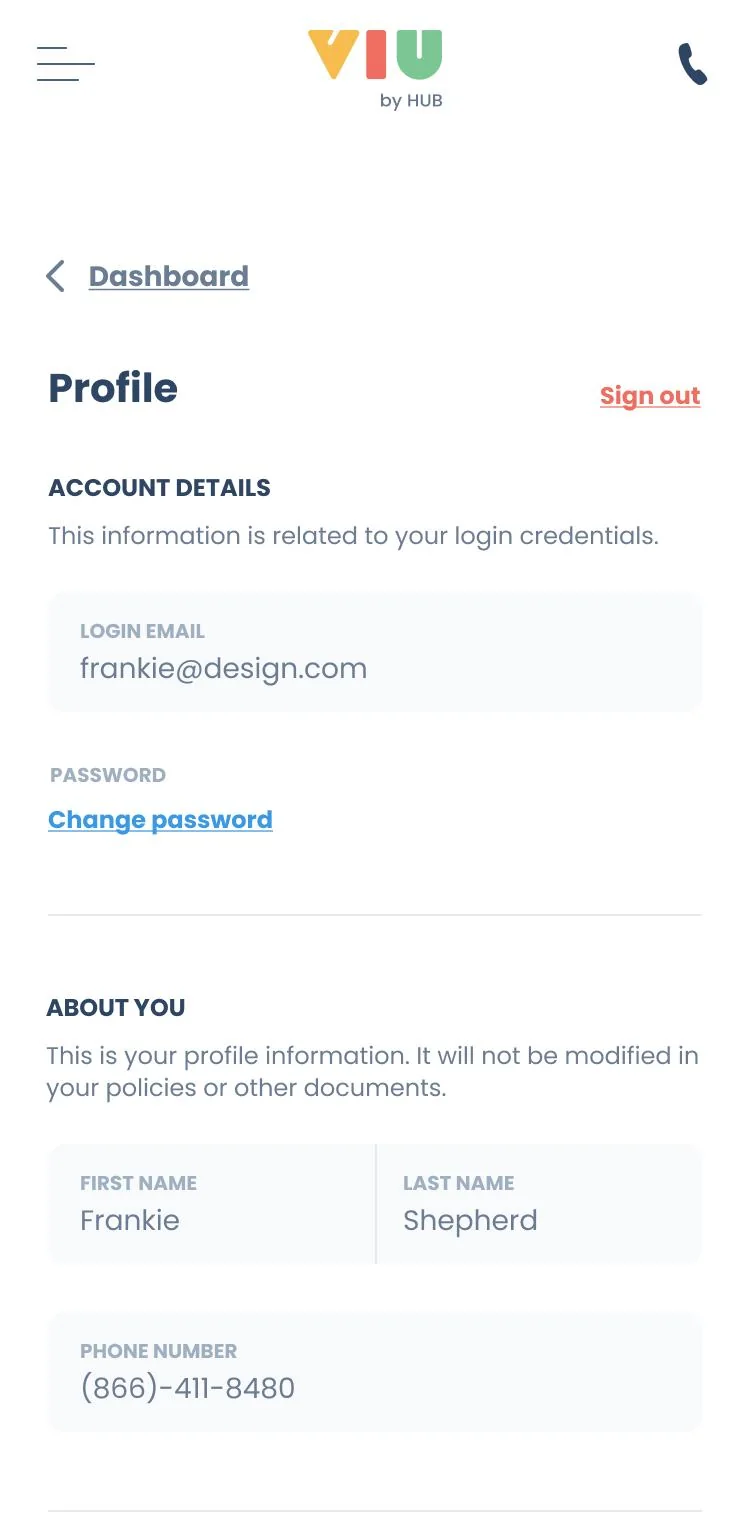 VIU
by HUB
Dashboard
Profile
Sign out
ACCOUNT DETAILS
This information is related to your login credentials.
LOGIN EMAIL
frankie@design.com
PASSWORD
Change password
ABOUT YOU
This is your profile information. It will not be modified in
your policies or other documents.
FIRST NAME
Frankie
LAST NAME
Shepherd
PHONE NUMBER
(866)-411-8480